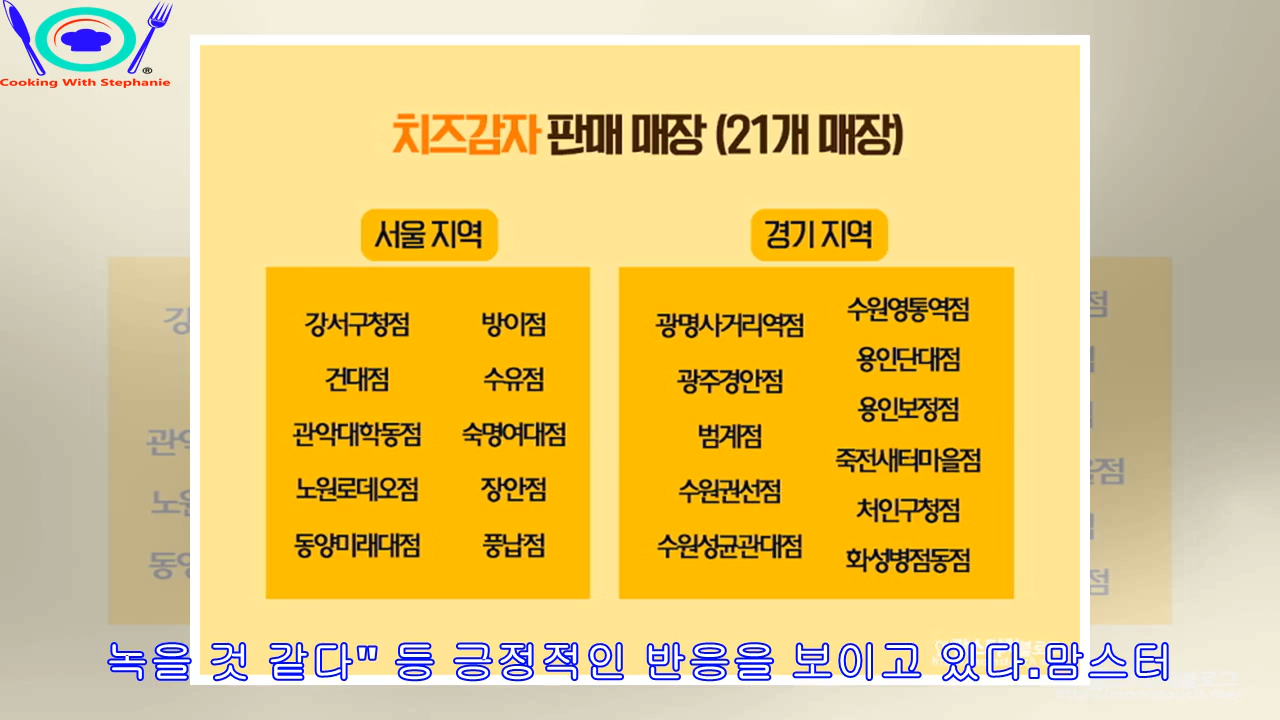 Cooking With Stephanie
치즈감자 판매 매장 (21개 매장)
서울 지역
강서구청점
건대점
관악대학동점
노원로데오점
동양미래대점
방이점
수유점
숙명여대점
장안점
풍납점
경기 지역
광명사거리역점
광주경안점
범계점
수원권선점
수원성균관대점
수원영통역점
용인단대점
용인보정점
죽전새터마을점
처인구청점
화성병점동점
녹을 것 같다" 등 긍정적인 반응을 보이고 있다.맘스터